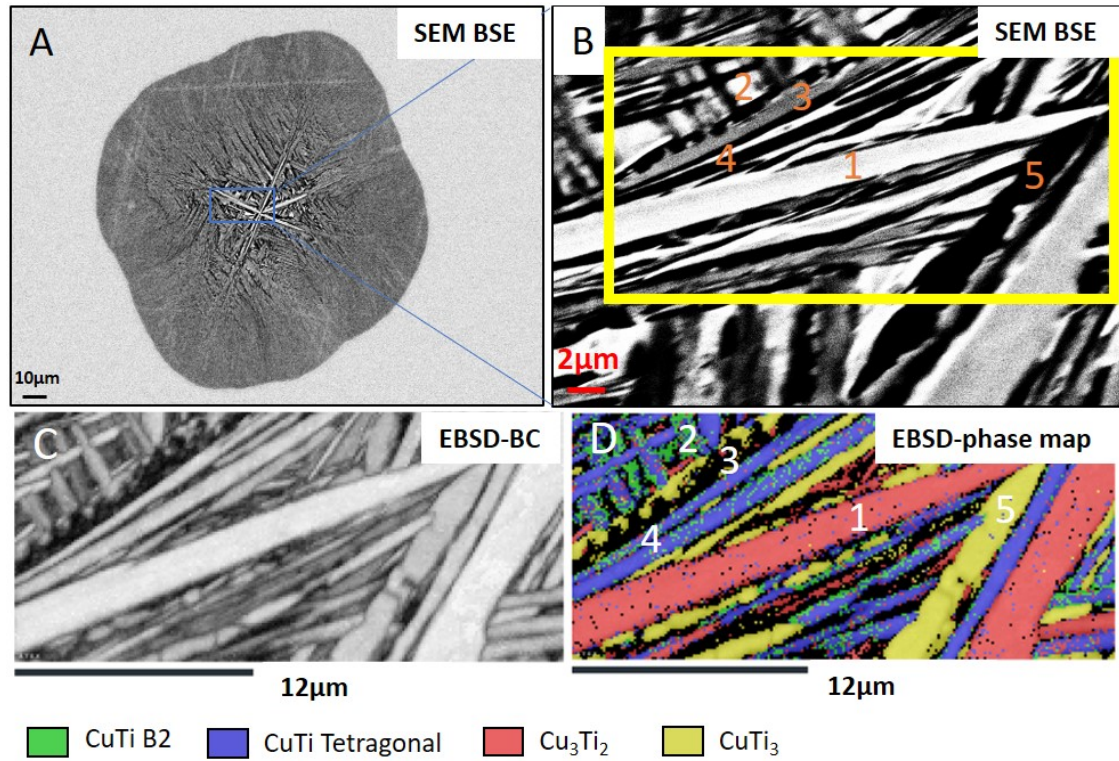 A
SEM BSE
10μm
B
SEM BSE
2
3
4
1
5
2μm
C
EBSD-BC
12μm
D
EBSD-phase map
2
3
1
5
4
12μm
CuTi B2
CuTi Tetragonal
Cu₃Ti₂
CuTi₃